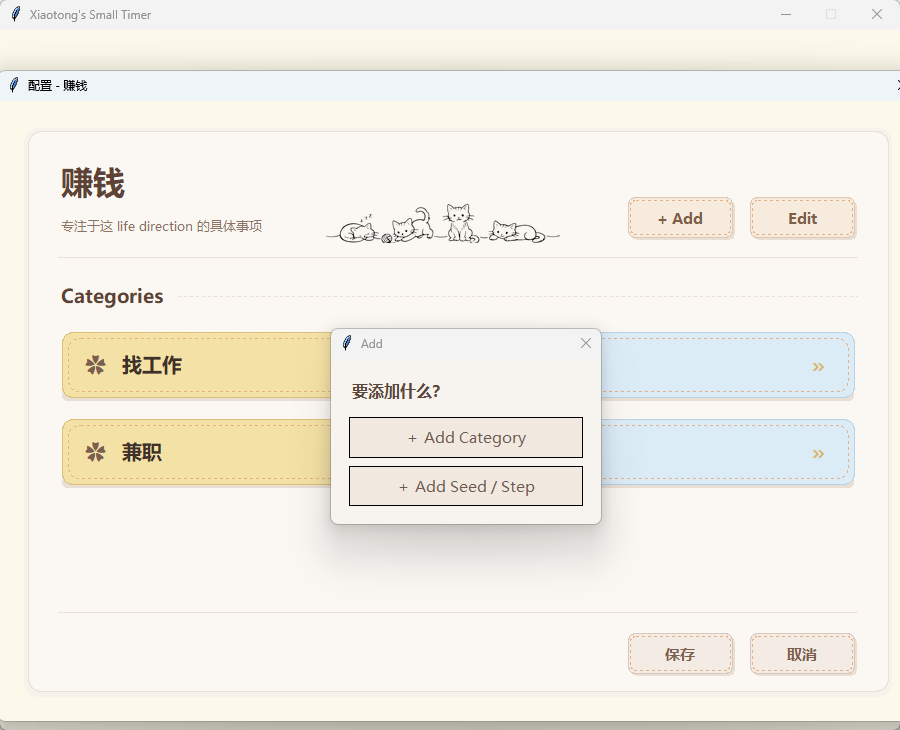 Xiaotong's Small Timer
配置 - 赚钱
赚钱
专注于这 life direction 的具体事项
+ Add
Edit
Categories
找工作
»
兼职
»
Add
要添加什么?
+ Add Category
+ Add Seed / Step
保存
取消